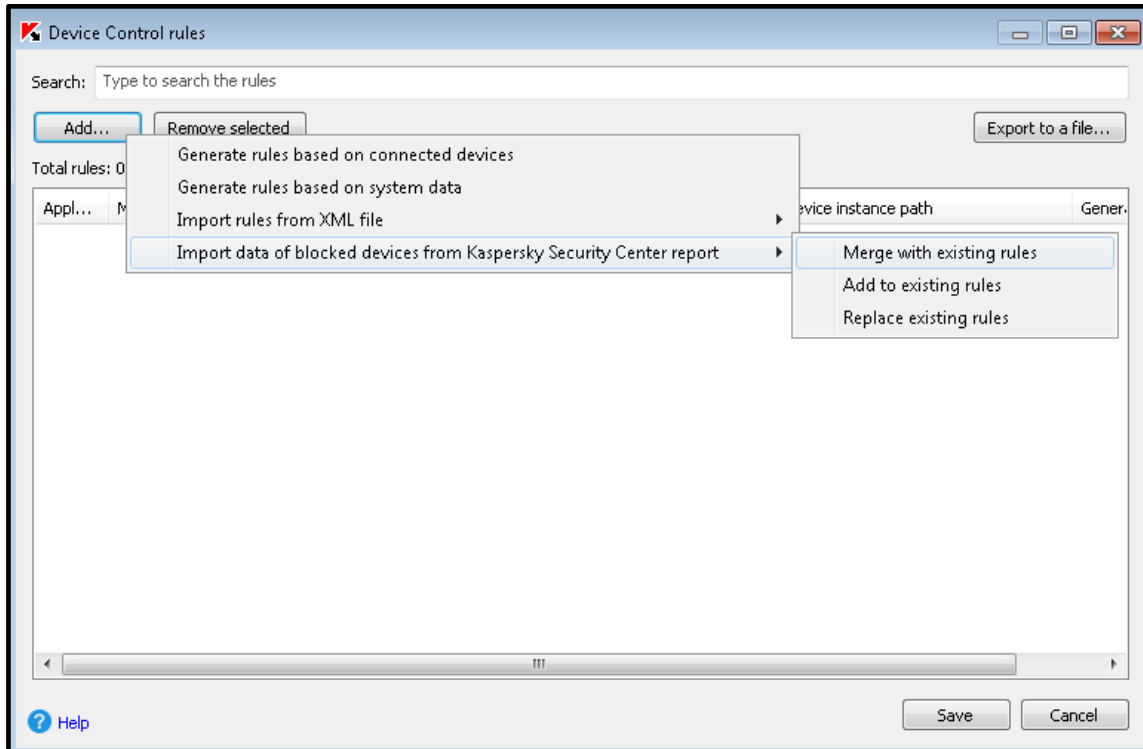 Device Control rules
Search: Type to search the rules
Add... Remove selected Export to a file...
Total rules: 0
Generate rules based on connected devices
Generate rules based on system data
Import rules from XML file
Import data of blocked devices from Kaspersky Security Center report
Appl... evice instance path Gener
Merge with existing rules
Add to existing rules
Replace existing rules
Help
Save Cancel